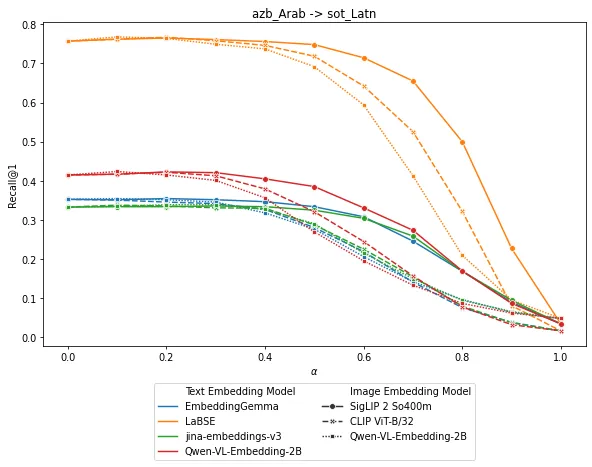 azb_Arab -> sot_Latn
Recall@1
0.8
0.7
0.6
0.5
0.4
0.3
0.2
0.1
0.0
0.0 0.2 0.4 0.6 0.8 1.0
α
Text Embedding Model Image Embedding Model
EmbeddingGemma SigLIP 2 So400m
LaBSE CLIP ViT-B/32
jina-embeddings-v3 Qwen-VL-Embedding-2B
Qwen-VL-Embedding-2B